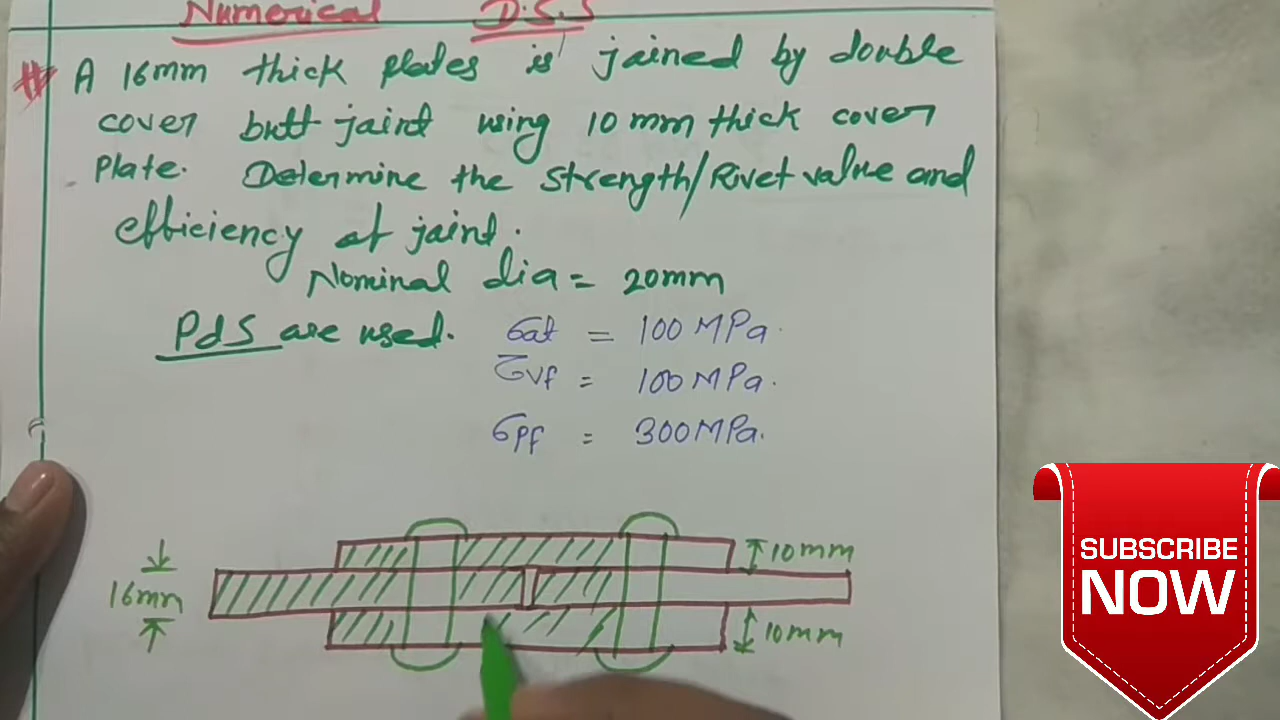 Numerical D.S.S
# A 16mm thick plates is jained by double
cover butt jaint using 10 mm thick cover
Plate. Determine the strength/Rivet value and
efficiency at jaint.
Nominal dia = 20mm
PdS are used. σat = 100 MPa.
τvf = 100 MPa.
σpf = 300 MPa.
10mm
16mm
10mm
SUBSCRIBE
NOW